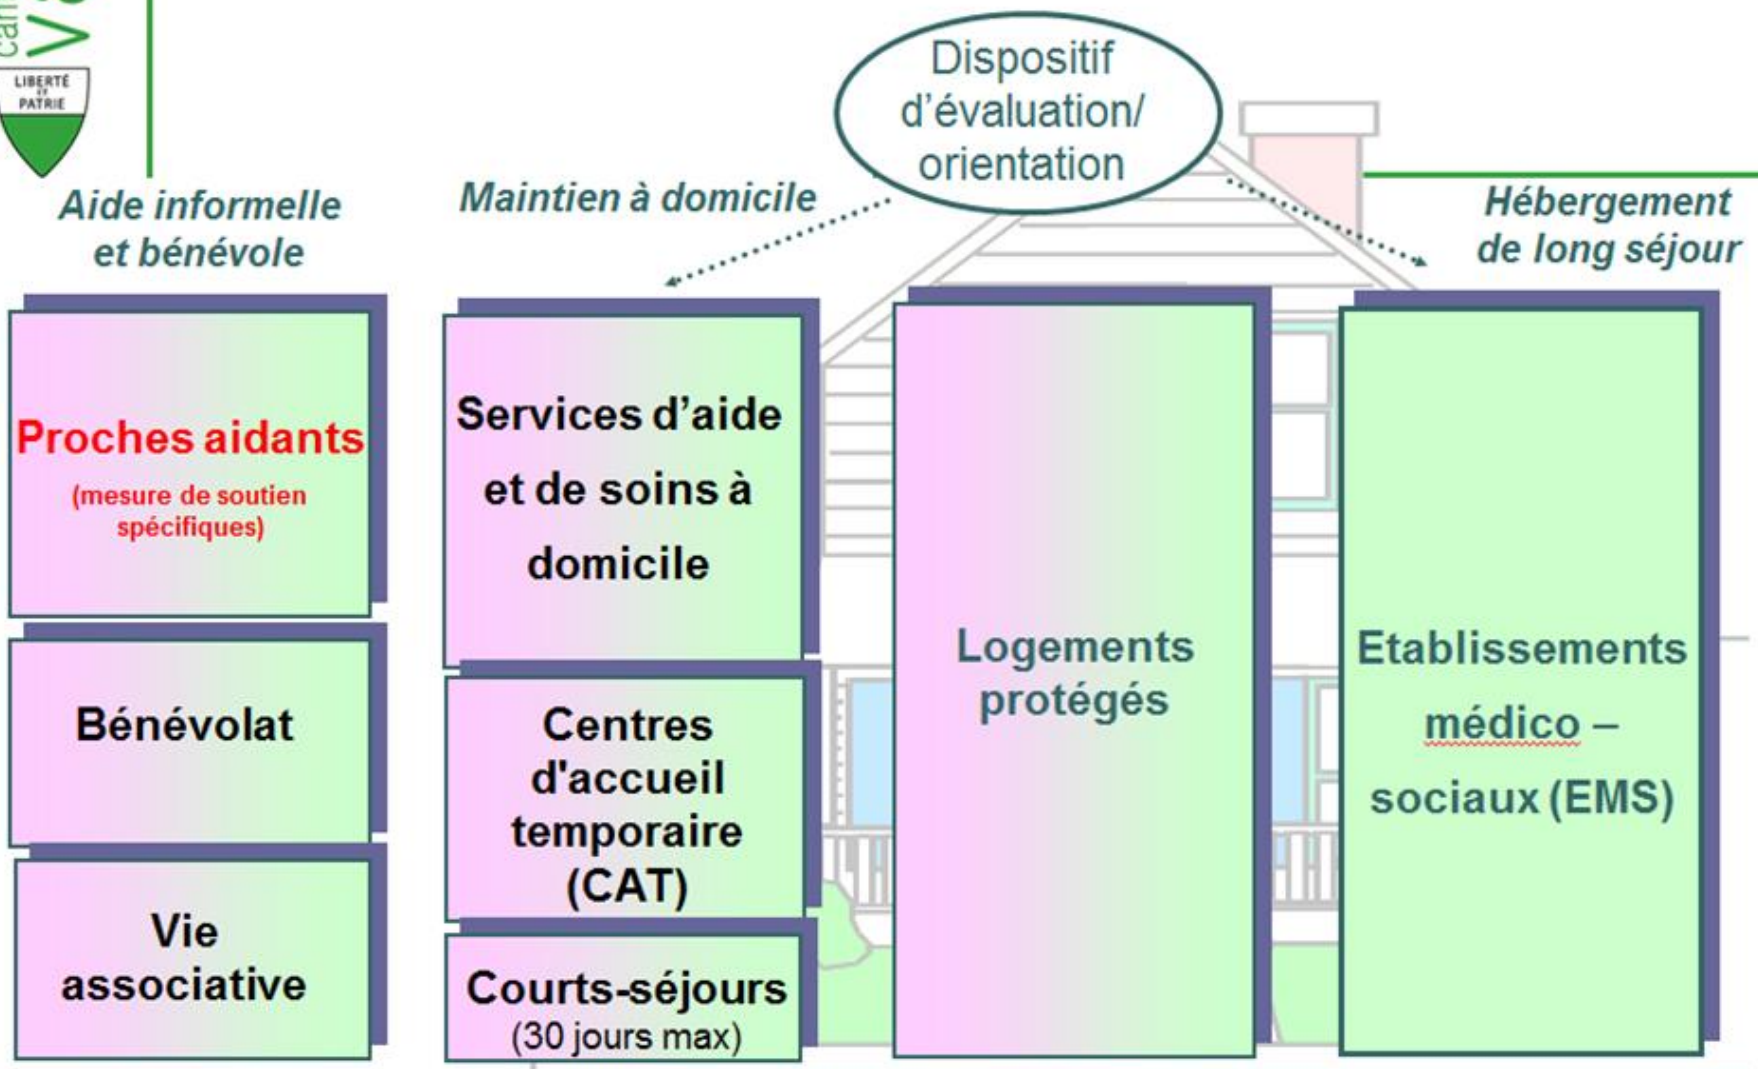 can
LIBERTÉ
ET
PATRIE
Dispositif
d'évaluation/
orientation
Aide informelle
et bénévole
Maintien à domicile
Hébergement
de long séjour
Proches aidants
(mesure de soutien
spécifiques)
Bénévolat
Vie
associative
Services d'aide
et de soins à
domicile
Centres
d'accueil
temporaire
(CAT)
Courts-séjours
(30 jours max)
Logements
protégés
Etablissements
médico –
sociaux (EMS)